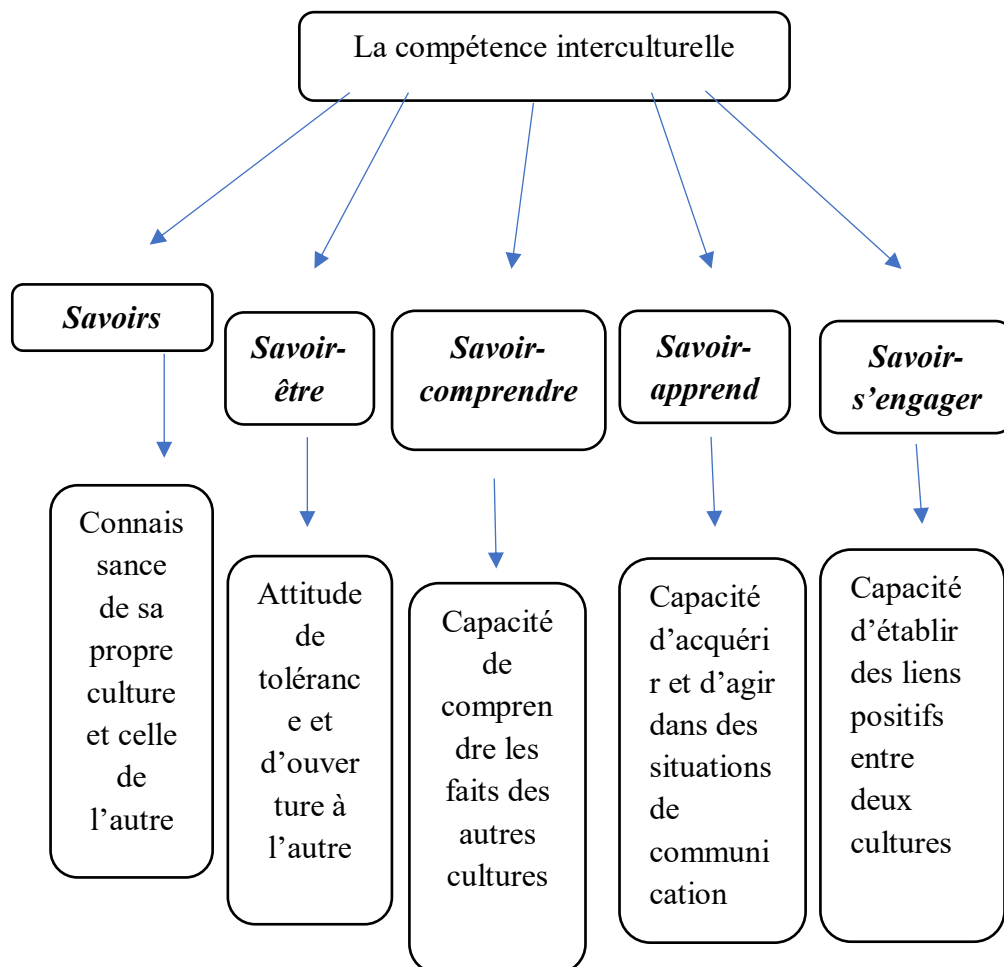 La compétence interculturelle
Savoirs
Savoir-
être
Savoir-
comprendre
Savoir-
apprend
Savoir-
s’engager
Connais
sance
de sa
propre
culture
et celle
de
l’autre
Attitude
de
toléranc
e et
d’ouver
ture à
l’autre
Capacité
de
compren
dre les
faits des
autres
cultures
Capacité
d’acquéri
r et d’agir
dans des
situations
de
communi
cation
Capacité
d’établir
des liens
positifs
entre
deux
cultures